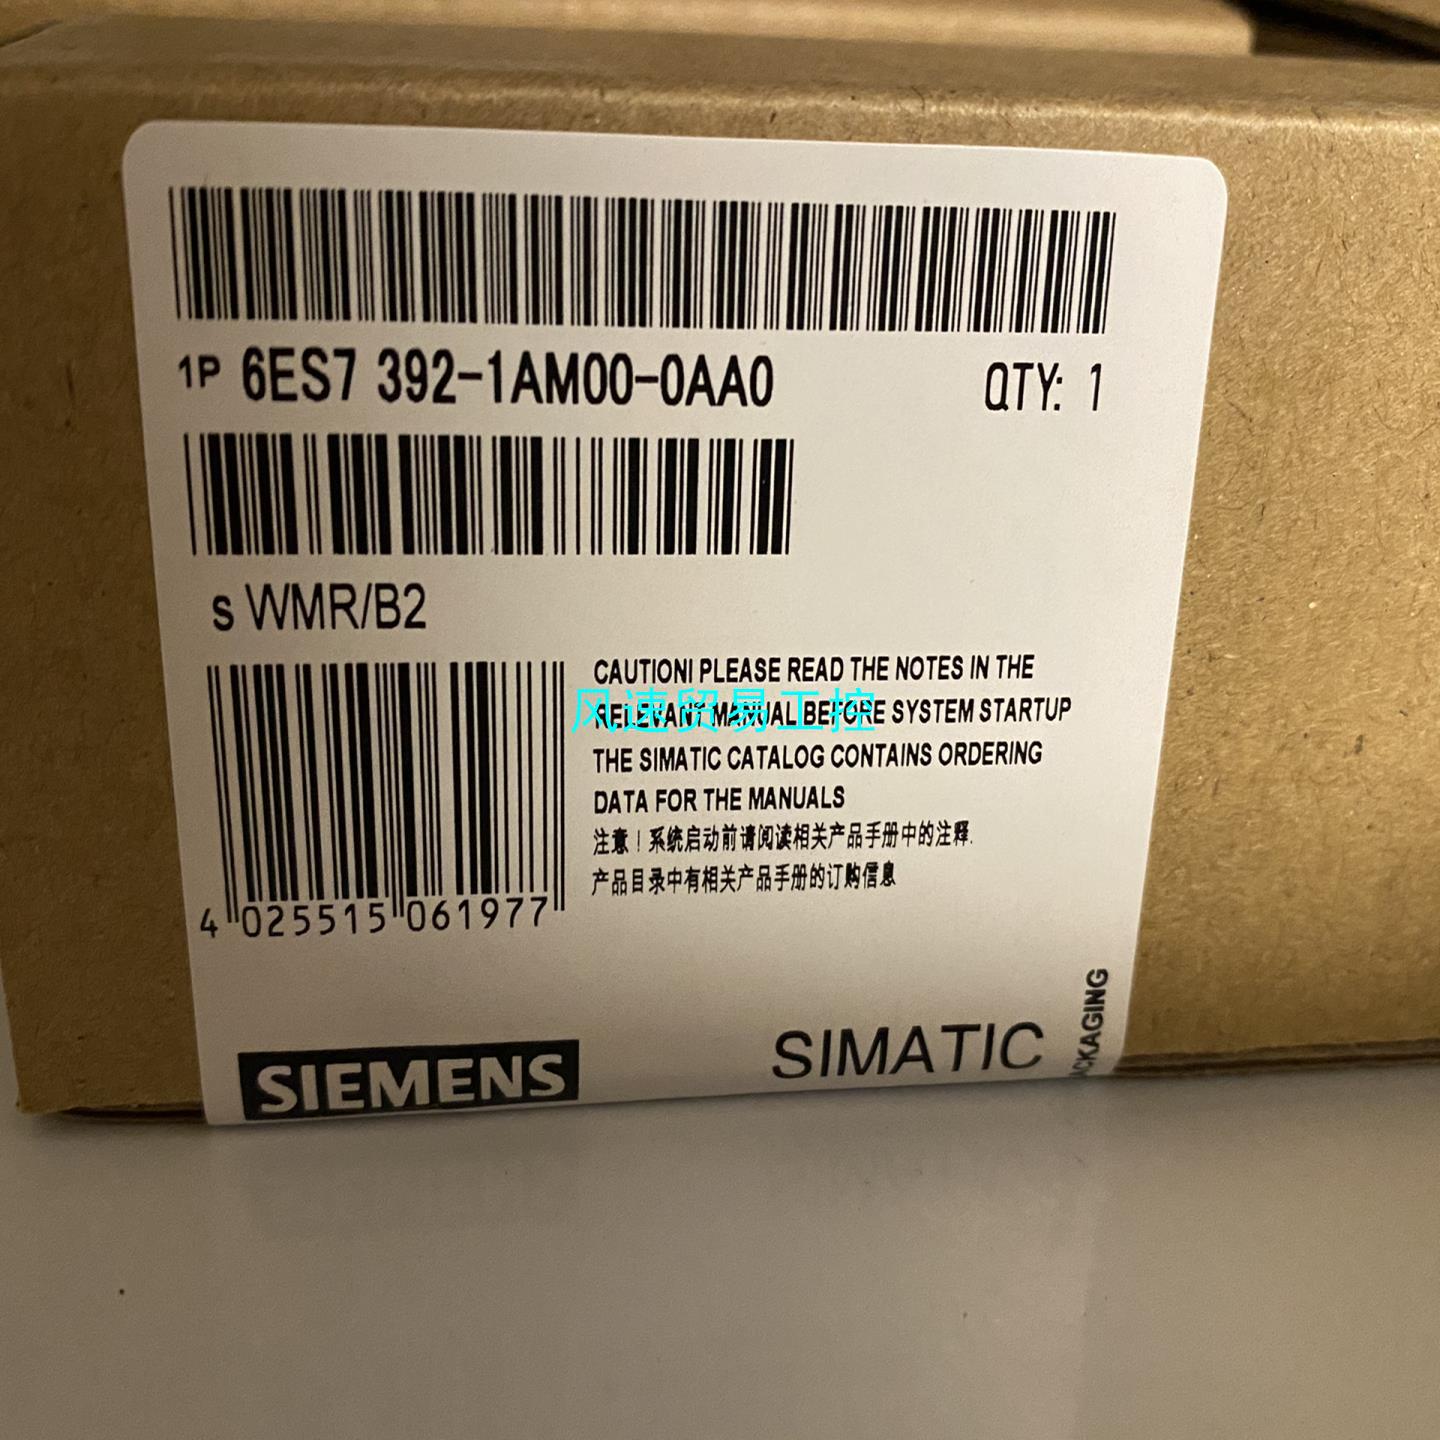 1P 6ES7 392-1AM00-0AA0 QTY: 1
s WMR/B2
CAUTION! PLEASE READ THE NOTES IN THE
RELEVANT MANUAL BEFORE SYSTEM STARTUP
THE SIMATIC CATALOG CONTAINS ORDERING
DATA FOR THE MANUALS
注意！系统启动前请阅读相关产品手册中的注释.
产品目录中有相关产品手册的订购信息
风速贸易工控
4 025515 061977
SIEMENS
SIMATIC
PACKAGING